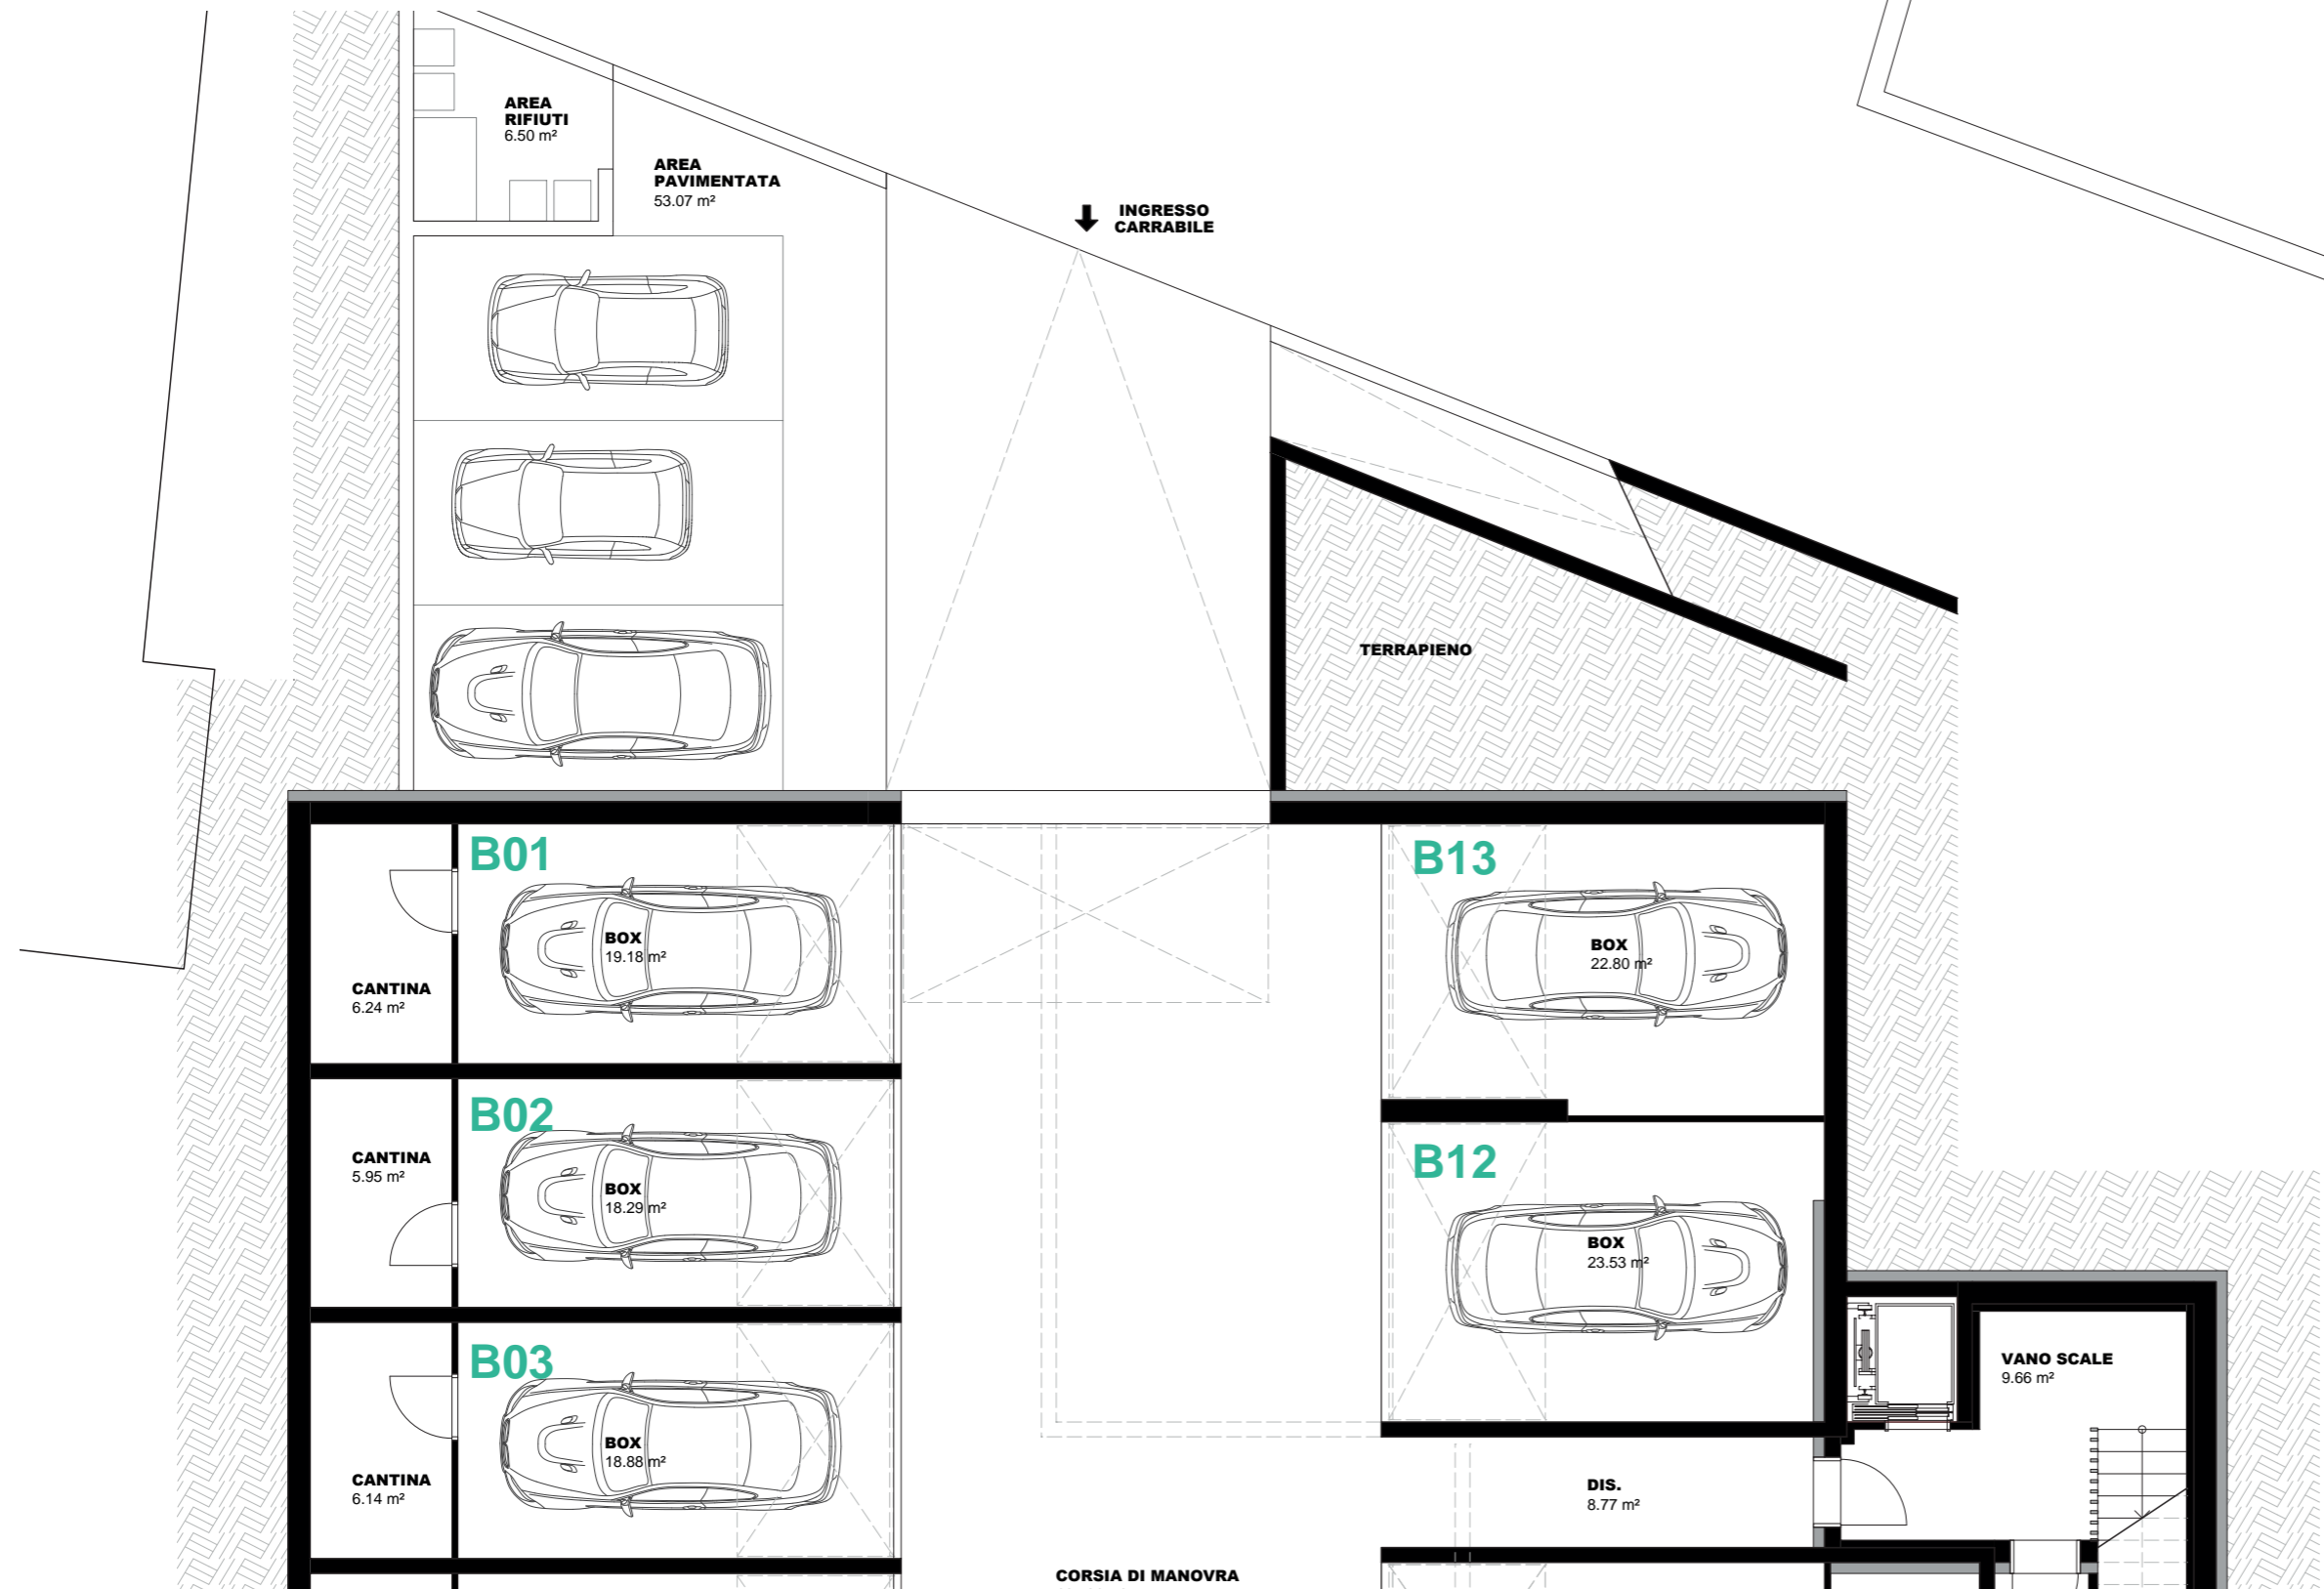 AREA
RIFIUTI
6.50 m²
AREA
PAVIMENTATA
53.07 m²
INGRESSO
CARRABILE
TERRAPIENO
B01
BOX
19.18 m²
CANTINA
6.24 m²
B13
BOX
22.80 m²
B02
CANTINA
5.95 m²
BOX
18.29 m²
B12
BOX
23.53 m²
B03
BOX
18.88 m²
CANTINA
6.14 m²
VANO SCALE
9.66 m²
DIS.
8.77 m²
CORSIA DI MANOVRA